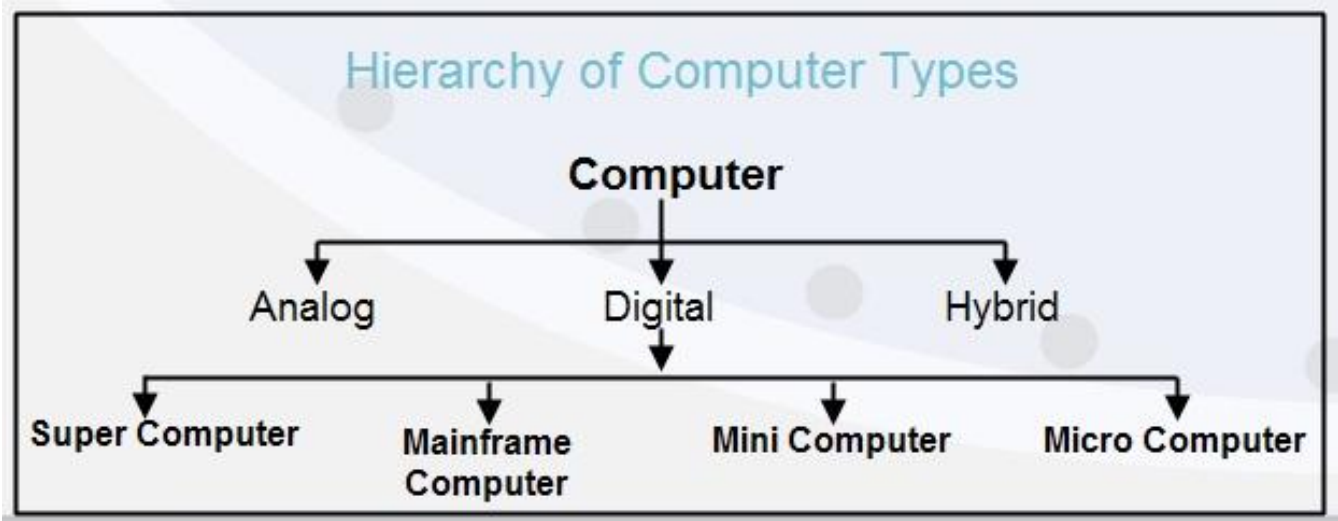 Hierarchy of Computer Types
Computer
Analog Digital Hybrid
Super Computer Mainframe Computer Mini Computer Micro Computer